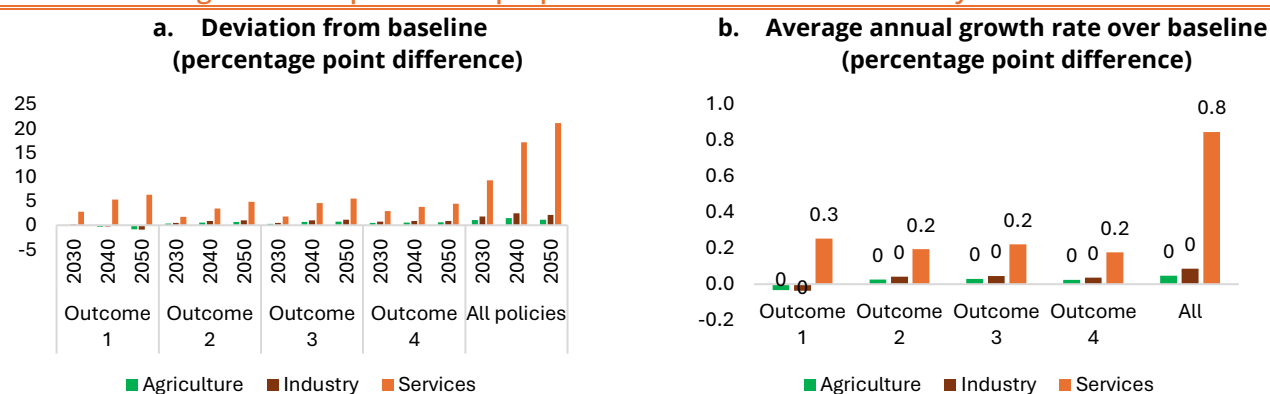 a. Deviation from baseline
(percentage point difference)
25
20
15
10
5
0
-5
2030
2040
2050
2030
2040
2050
2030
2040
2050
2030
2040
2050
2030
2040
2050
Outcome 1
Outcome 2
Outcome 3
Outcome 4
All policies
Agriculture Industry Services
b. Average annual growth rate over baseline
(percentage point difference)
1.0
0.8
0.6
0.4
0.2
0.0
-0.2
0 0 0.3
0 0 0.2
0 0 0.2
0 0 0.2
0 0 0.8
Outcome 1
Outcome 2
Outcome 3
Outcome 4
All
Agriculture Industry Services